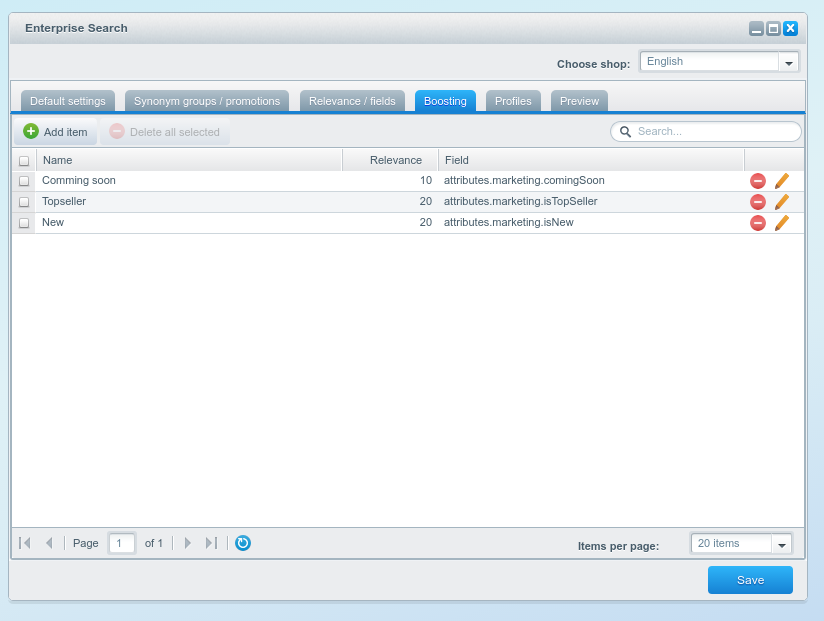 Enterprise Search
Choose shop: English
Default settings Synonym groups / promotions Relevance / fields Boosting Profiles Preview
Add item Delete all selected Search...
Name Relevance Field
Comming soon 10 attributes.marketing.comingSoon
Topseller 20 attributes.marketing.isTopSeller
New 20 attributes.marketing.isNew
Page 1 of 1 Items per page: 20 items
Save